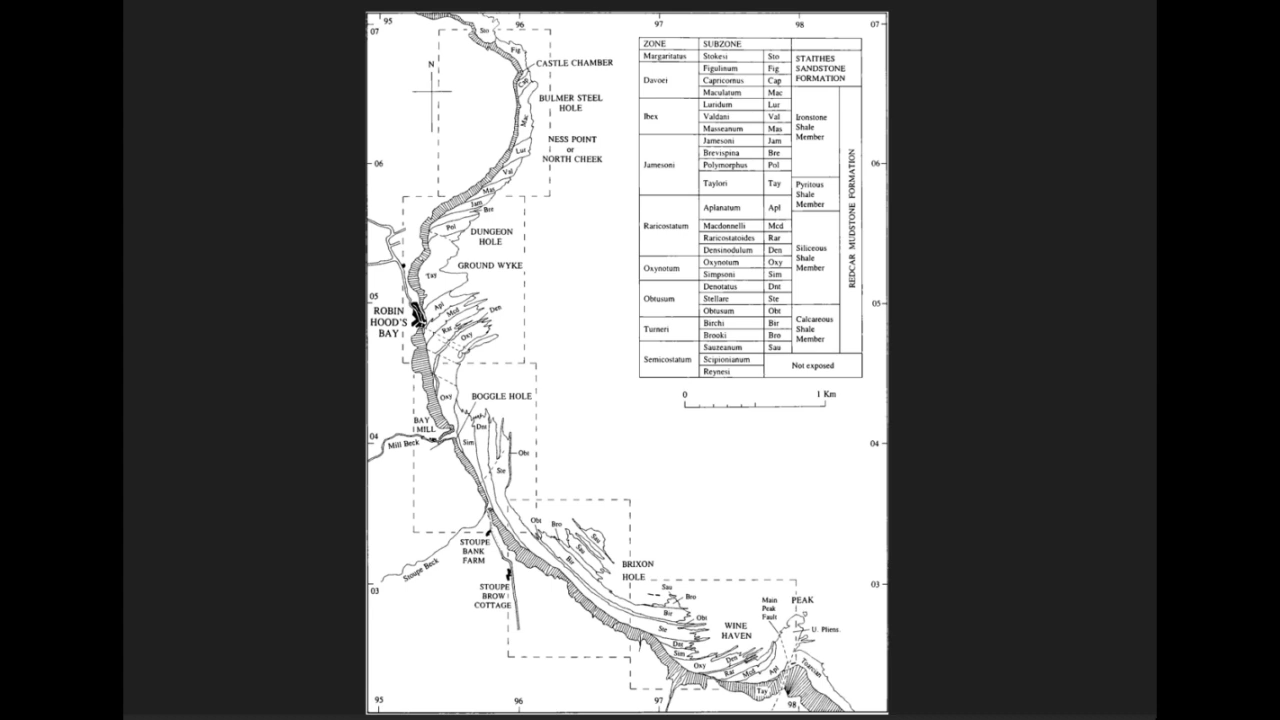 95
96
97
98
07
07
Sto
Fig
CASTLE CHAMBER
Cap
N
BULMER STEEL
HOLE
Mac
NESS POINT
or
NORTH CHEEK
Lur
06
06
Val
Mas
Jam
Bre
Pol
DUNGEON
HOLE
GROUND WYKE
Tay
05
05
Apl
Mcd
Den
ROBIN
HOOD'S
BAY
Rar
Oxy
BOGGLE HOLE
Oxy
BAY
MILL
Dnt
04
04
Mill Beck
Sim
Obt
Ste
STOUPE
BANK
FARM
Stoupe Beck
Obt
Bro
Sau
Sau
Bir
BRIXON
HOLE
03
03
STOUPE
BROW
COTTAGE
Sau
Bro
Bir
Obt
Main
Peak
Fault
PEAK
Ste
WINE
HAVEN
U. Pliens.
Dnt
Sim
Oxy
Den
Rar
Mcd
Apl
Tay
Toarcian
95
96
97
98
ZONE SUBZONE
Margaritatus Stokesi Sto STAITHES
SANDSTONE
FORMATION
Davoei Figulinum Fig
Capricornus Cap
Maculatum Mac
Ibex Luridum Lur Ironstone
Shale
Member
Valdani Val
Masseanum Mas
Jamesoni Jamesoni Jam
Brevispina Bre
Polymorphus Pol
Taylori Tay Pyritous
Shale
Member
Raricostatum Aplanatum Apl
Macdonnelli Mcd
Raricostatoides Rar Siliceous
Shale
Member
Densinodulum Den
Oxynotum Oxynotum Oxy
Simpsoni Sim
Obtusum Denotatus Dnt
Stellare Ste
Obtusum Obt Calcareous
Shale
Member
Turneri Birchi Bir
Brooki Bro
Semicostatum Sauzeanum Sau
Scipionianum Not exposed
Reynesi
REDCAR MUDSTONE FORMATION
0 1 Km